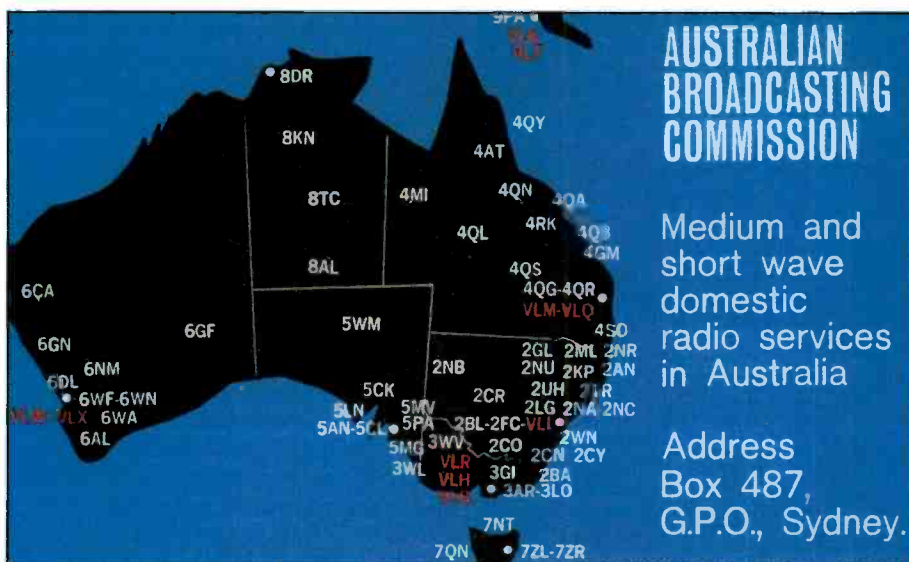 9PA
8DR
AUSTRALIAN
BROADCASTING
COMMISSION
8KN
4QY
4AT
8TC
4MI
4QN
4QA
4RK
4QB
4QL
4GM
Medium and
short wave
domestic
radio services
in Australia
8AL
4QS
6CA
4QG-4QR
VLM-VLQ
6GF
5WM
4SO
6GN
2GL 2ML 2NR
6NM
2NB
2NU 2KP 2AN
6DL
5CK
2CR
2UH
6WF-6WN
5LN
5MV
2LG 2NA 2NC
VLX
6WA
5AN-5CL
5PA
2BL-2FC-VLI
6AL
5MG
3WV
2CO
2WN
2CN 2CY
3WL
VLR
VLH
3GI
2BA
3AR-3LO
Address
Box 487,
G.P.O., Sydney.
7NT
7QN
7ZL-7ZR